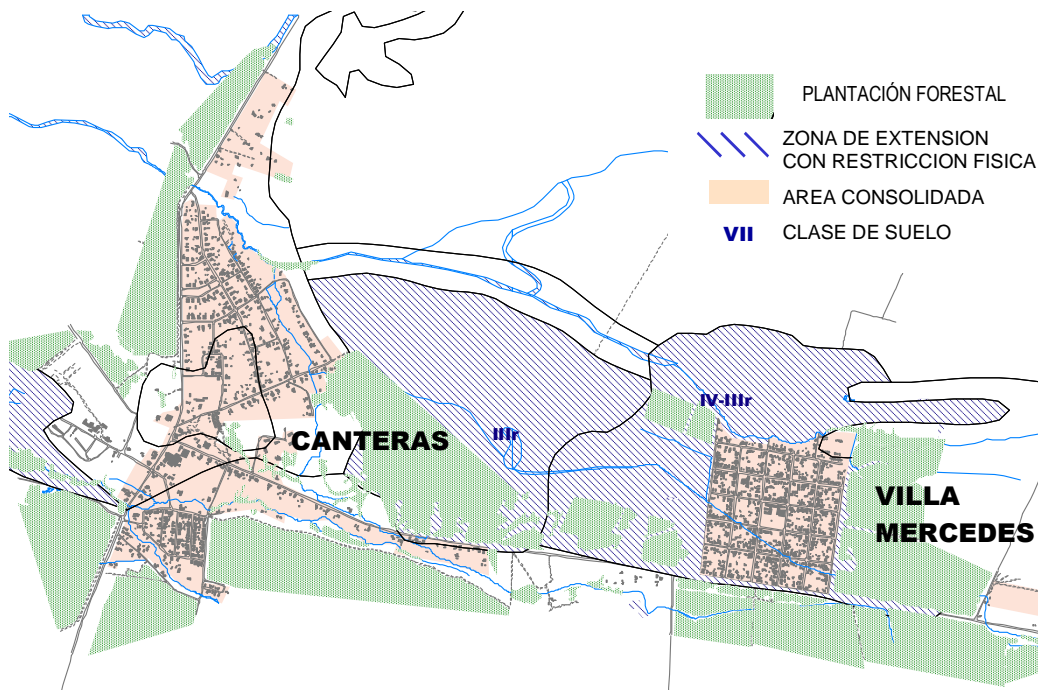 PLANTACIÓN FORESTAL
ZONA DE EXTENSION
CON RESTRICCION FISICA
AREA CONSOLIDADA
VII CLASE DE SUELO
IV-IIIr
CANTERAS
IIIr
VILLA
MERCEDES